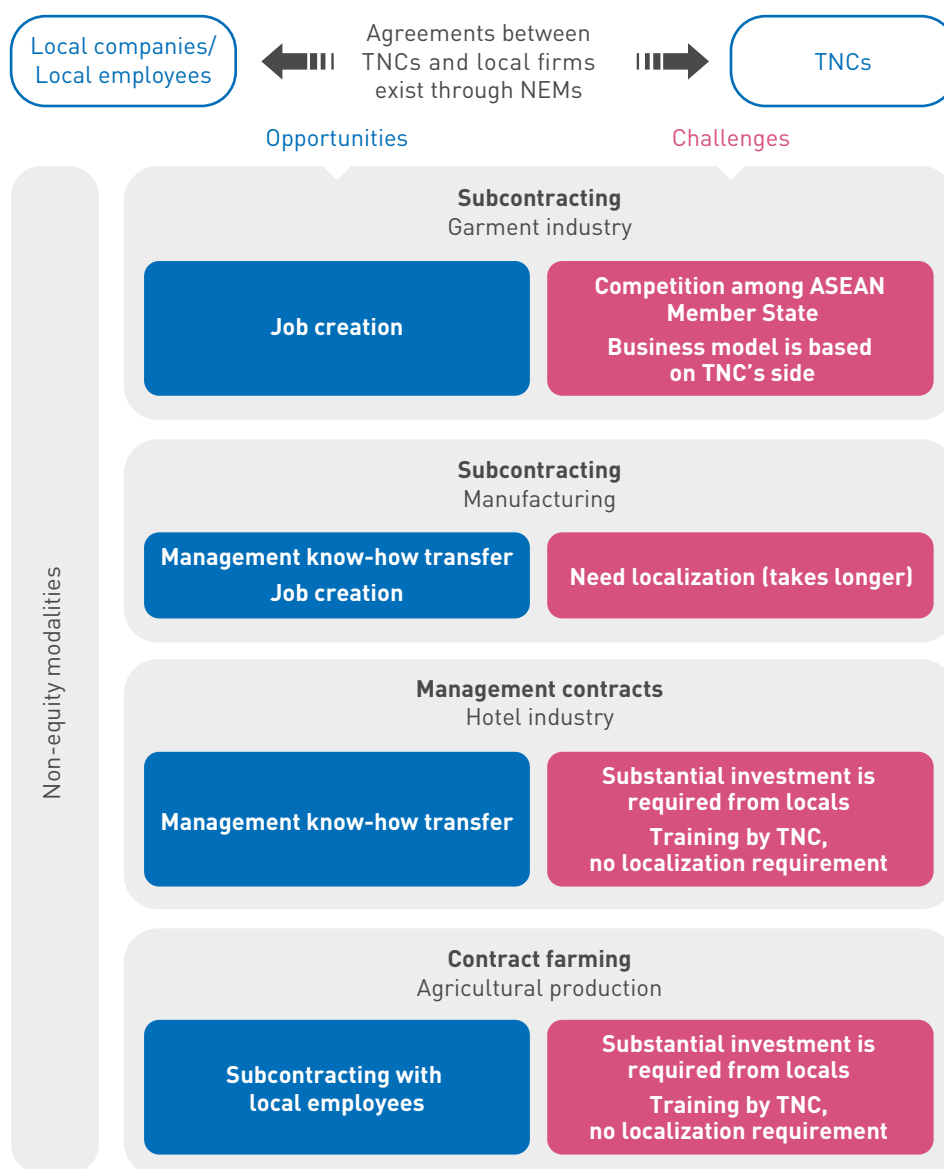 Local companies/
Local employees
Agreements between
TNCs and local firms
exist through NEMs
TNCs
Opportunities
Challenges
Non-equity modalities
Subcontracting
Garment industry
Job creation
Competition among ASEAN
Member State
Business model is based
on TNC's side
Subcontracting
Manufacturing
Management know-how transfer
Job creation
Need localization (takes longer)
Management contracts
Hotel industry
Management know-how transfer
Substantial investment is
required from locals
Training by TNC,
no localization requirement
Contract farming
Agricultural production
Subcontracting with
local employees
Substantial investment is
required from locals
Training by TNC,
no localization requirement